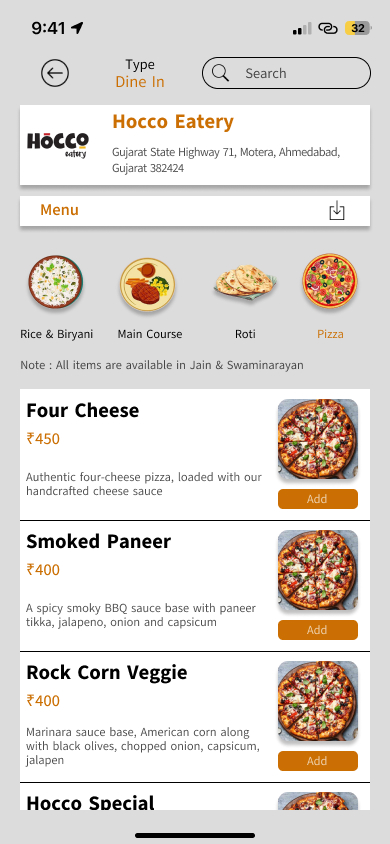 9:41
32
Type
Dine In
Search
HOCCO
eatery
Hocco Eatery
Gujarat State Highway 71, Motera, Ahmedabad,
Gujarat 382424
Menu
Rice & Biryani
Main Course
Roti
Pizza
Note : All items are available in Jain & Swaminarayan
Four Cheese
₹450
Authentic four-cheese pizza, loaded with our
handcrafted cheese sauce
Add
Smoked Paneer
₹400
A spicy smoky BBQ sauce base with paneer
tikka, jalapeno, onion and capsicum
Add
Rock Corn Veggie
₹400
Marinara sauce base, American corn along
with black olives, chopped onion, capsicum,
jalapen
Add
Hocco Special